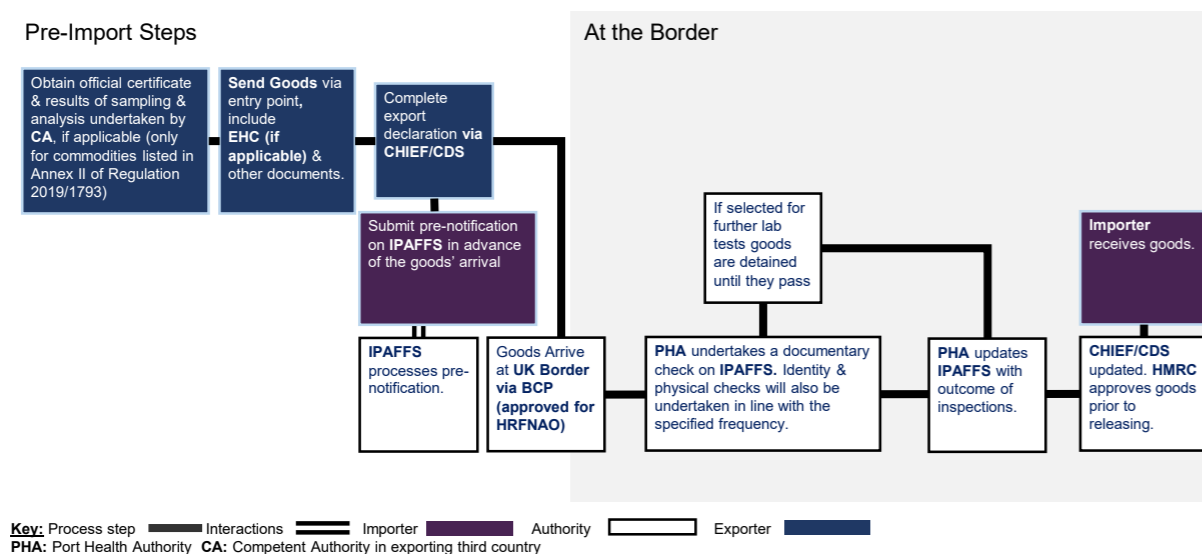 Pre-Import Steps
At the Border
Obtain official certificate
& results of sampling &
analysis undertaken by
CA, if applicable (only
for commodities listed in
Annex II of Regulation
2019/1793)
Send Goods via
entry point, include
EHC (if
applicable) &
other documents.
Complete
export
declaration via
CHIEF/CDS
Submit pre-notification
on IPAFFS in advance
of the goods' arrival
IPAFFS
processes pre-
notification.
Goods Arrive
at UK Border
via BCP
(approved for
HRFNAO)
If selected for
further lab
tests goods
are detained
until they pass
PHA undertakes a documentary
check on IPAFFS. Identity &
physical checks will also be
undertaken in line with the
specified frequency.
PHA updates
IPAFFS with
outcome of
inspections.
Importer
receives goods.
CHIEF/CDS
updated. HMRC
approves goods
prior to
releasing.
Key: Process step Interactions Importer Authority Exporter
PHA: Port Health Authority CA: Competent Authority in exporting third country